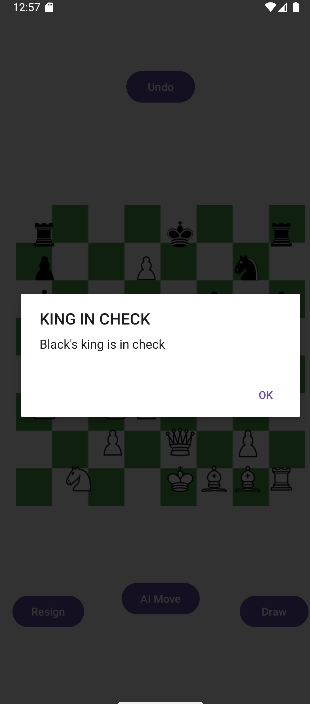 12:57
Undo
KING IN CHECK
Black's king is in check
OK
Resign
AI Move
Draw